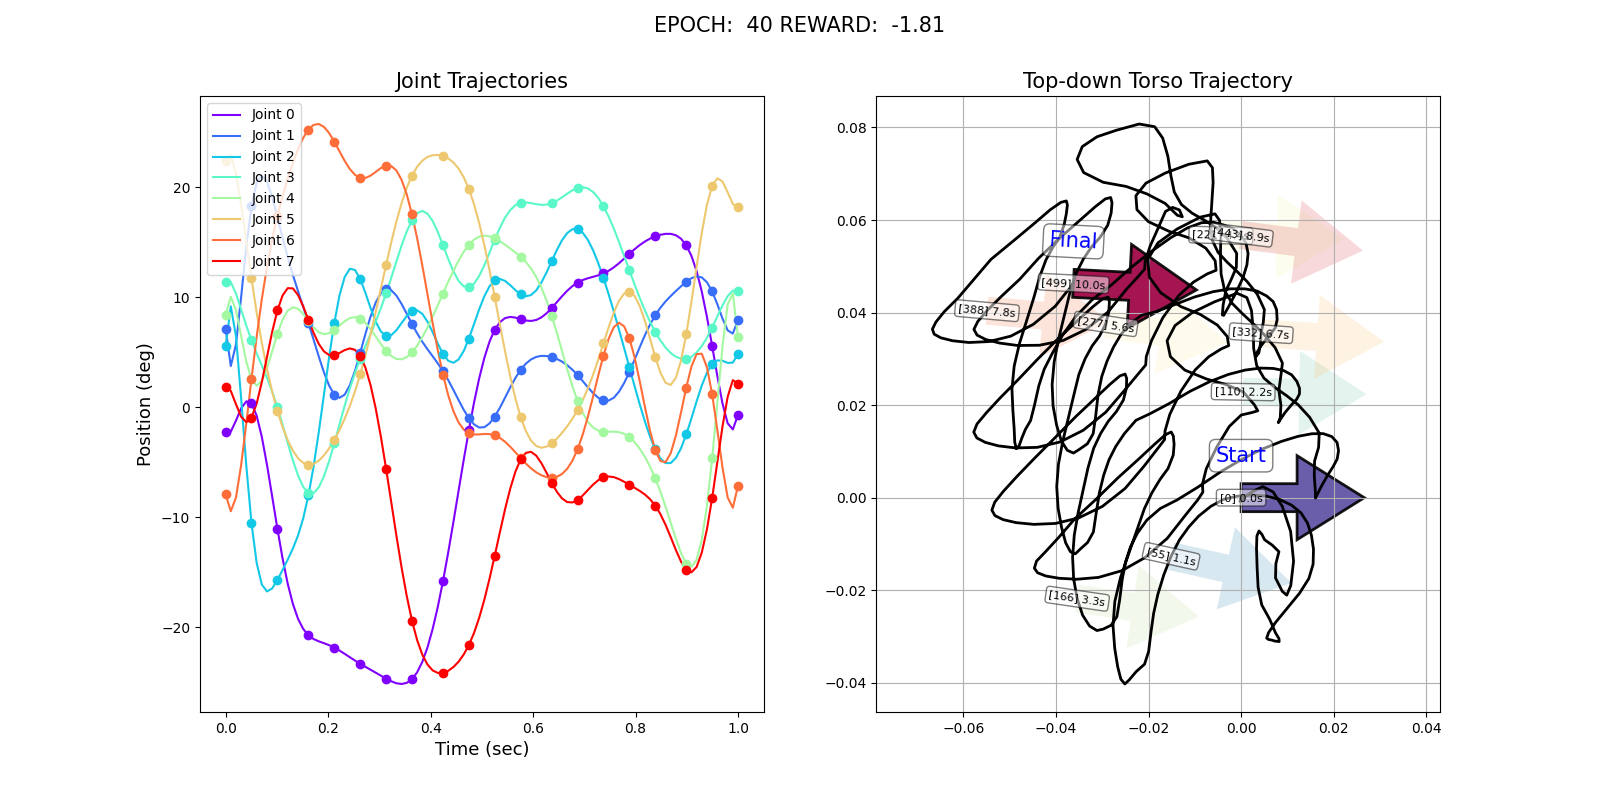 EPOCH:  40 REWARD:  -1.81
Joint Trajectories
Joint 0
Joint 1
Joint 2
Joint 3
Joint 4
Joint 5
Joint 6
Joint 7
Position (deg)
20
10
0
−10
−20
0.0
0.2
0.4
0.6
0.8
1.0
Time (sec)
Top-down Torso Trajectory
0.08
0.06
0.04
0.02
0.00
−0.02
−0.04
−0.06
−0.04
−0.02
0.00
0.02
0.04
Final
[443] 8.9s
[499] 10.0s
[388] 7.8s
[277] 5.6s
[332] 6.7s
[110] 2.2s
Start
[0] 0.0s
[55] 1.1s
[166] 3.3s